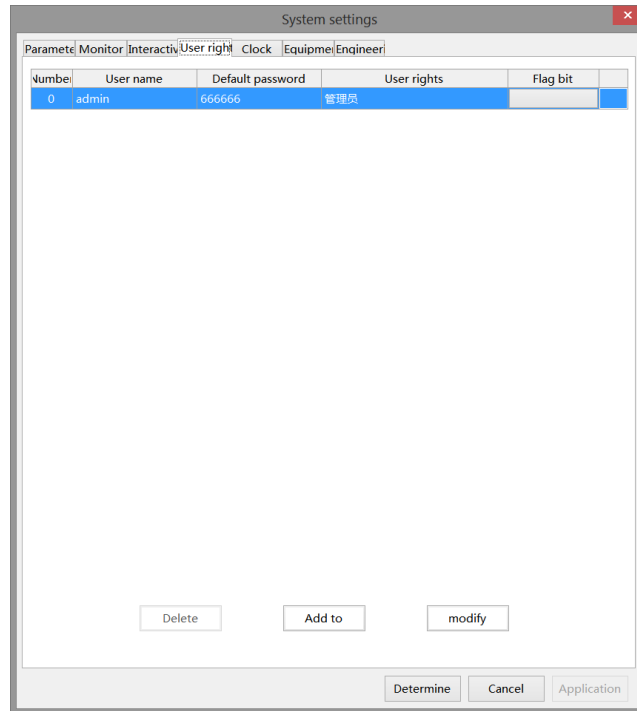 System settings
Paramete Monitor Interactiv User right Clock Equipmer Engineer
Number User name Default password User rights Flag bit
0 admin 666666 管理员
Delete Add to modify
Determine Cancel Application